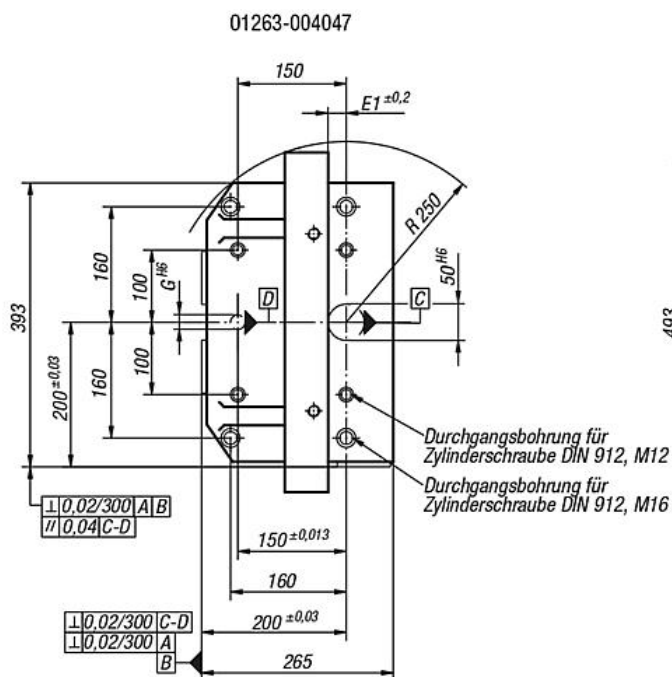 01263-004047
150
E1 ±0,2
R 250
393
160
100
G H6
D
C
50 H6
493
200 ±0,03
160
100
Durchgangsbohrung für
Zylinderschraube DIN 912, M12
Durchgangsbohrung für
Zylinderschraube DIN 912, M16
⊥ 0,02/300 A B
// 0,04 C-D
150 ±0,013
160
⊥ 0,02/300 C-D
⊥ 0,02/300 A
B
200 ±0,03
265